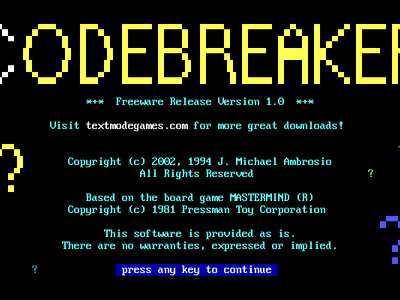 CODEBREAKER
*** Freeware Release Version 1.0 ***
Visit textmodegames.com for more great downloads!
?
Copyright (c) 2002, 1994 J. Michael Ambrosio
All Rights Reserved
?
Based on the board game MASTERMIND (R)
Copyright (c) 1981 Pressman Toy Corporation
?
This software is provided as is.
There are no warranties, expressed or implied.
?
press any key to continue